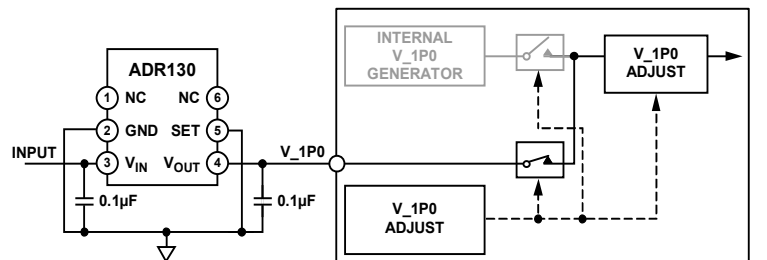 INTERNAL
V_1P0
GENERATOR
V_1P0
ADJUST
ADR130
1 NC NC 6
2 GND SET 5
INPUT
3 VIN VOUT 4
V_1P0
0.1µF
0.1µF
V_1P0
ADJUST